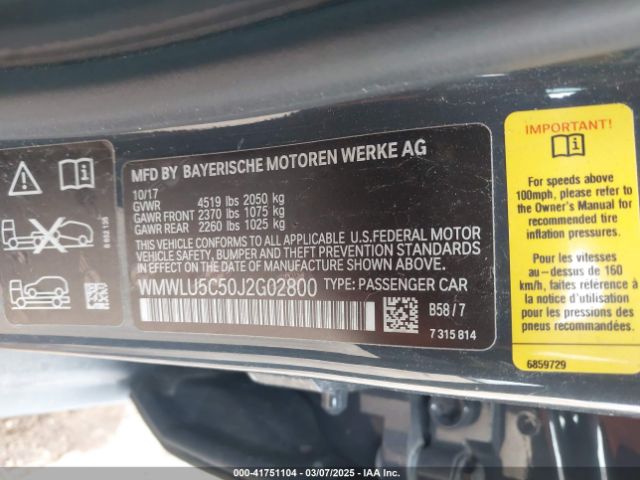 MFD BY BAYERISCHE MOTOREN WERKE AG
10/17
GVWR 4519 lbs 2050 kg
GAWR FRONT 2370 lbs 1075 kg
GAWR REAR 2260 lbs 1025 kg
THIS VEHICLE CONFORMS TO ALL APPLICABLE U.S.FEDERAL MOTOR
VEHICLE SAFETY, BUMPER AND THEFT PREVENTION STANDARDS
IN EFFECT ON THE DATE OF MANUFACTURE SHOWN ABOVE.
WMWLU5C50J2G02800 TYPE: PASSENGER CAR
B58 / 7
7 315 814
IMPORTANT!
For speeds above
100mph, please refer to
the Owner's Manual for
recommended tire
inflation pressures.
Pour les vitesses
au-dessus de 160
km/h, faire référence à
la notice d'utilisation
pour les pressions des
pneus recommandées.
6859729
000-41751104 - 03/07/2025 - IAA Inc.